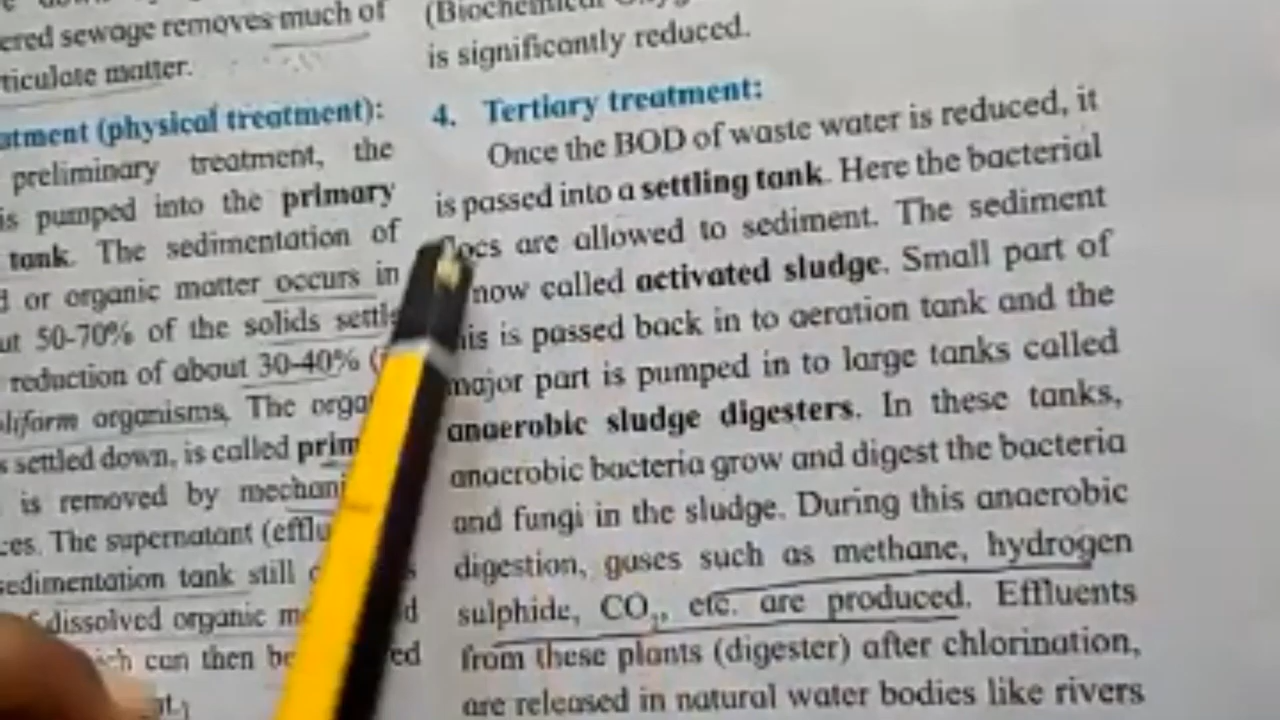 ered sewage removes much of
ticulate matter.
atment (physical treatment):
preliminary treatment, the
is pumped into the primary
tank. The sedimentation of
or organic matter occurs in
ut 50-70% of the solids settle
reduction of about 30-40%
liform organisms, The orga
s settled down, is called prim
is removed by mechani
ces. The supernatant (efflu
sedimentation tank still
f dissolved organic m
ch can then be
(Biochemical Oxyg
is significantly reduced.
4. Tertiary treatment:
Once the BOD of waste water is reduced, it
is passed into a settling tank. Here the bacterial
flocs are allowed to sediment. The sediment
now called activated sludge. Small part of
his is passed back in to aeration tank and the
major part is pumped in to large tanks called
anaerobic sludge digesters. In these tanks,
anaerobic bacteria grow and digest the bacteria
and fungi in the sludge. During this anaerobic
digestion, gases such as methane, hydrogen
sulphide, CO₂, etc. are produced. Effluents
from these plants (digester) after chlorination,
are released in natural water bodies like rivers